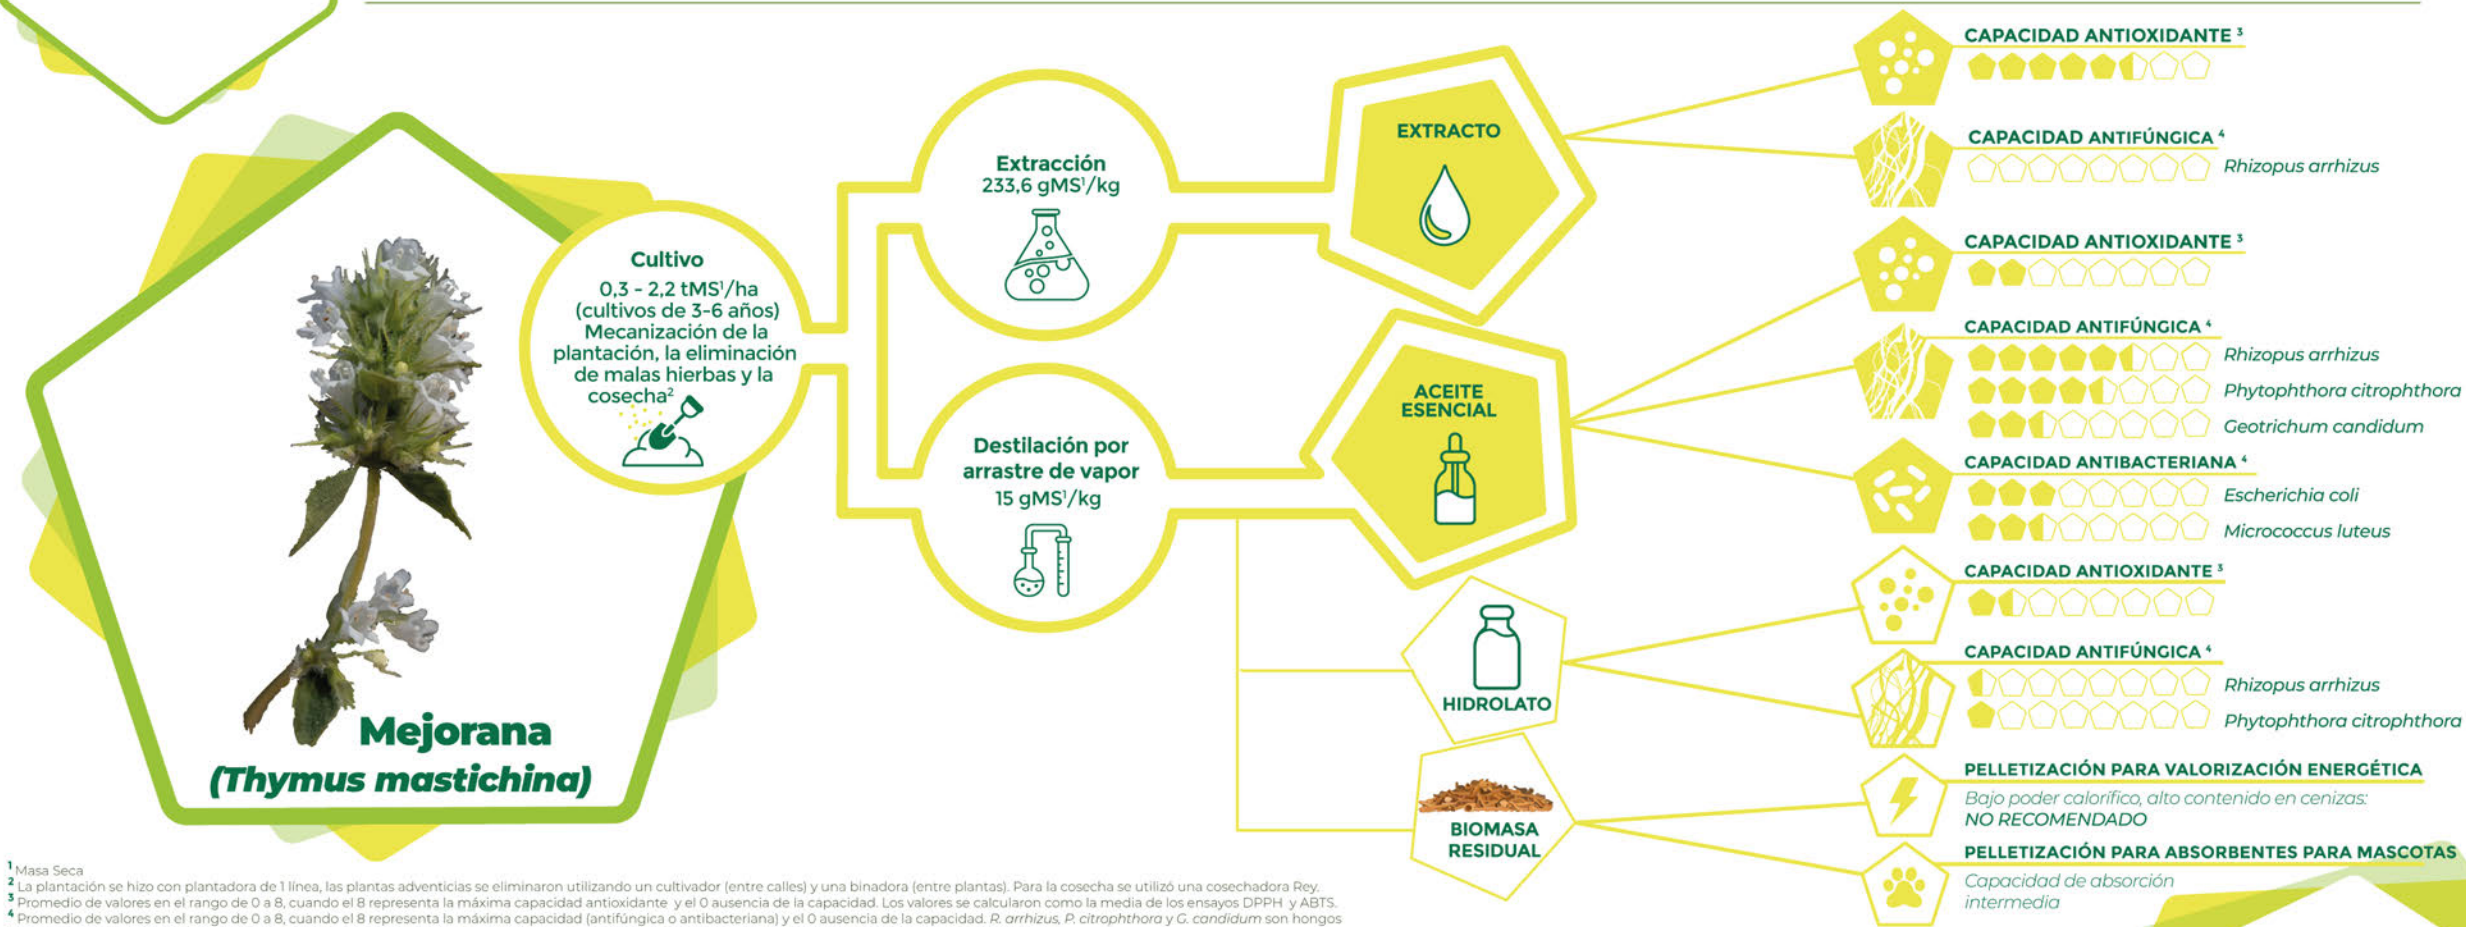 Mejorana
(Thymus mastichina)
Cultivo
0,3 - 2,2 tMS¹/ha
(cultivos de 3-6 años)
Mecanización de la
plantación, la eliminación
de malas hierbas y la
cosecha²
Extracción
233,6 gMS¹/kg
Destilación por
arrastre de vapor
15 gMS¹/kg
EXTRACTO
CAPACIDAD ANTIOXIDANTE ³
CAPACIDAD ANTIFÚNGICA ⁴
Rhizopus arrhizus
ACEITE
ESENCIAL
CAPACIDAD ANTIOXIDANTE ³
CAPACIDAD ANTIFÚNGICA ⁴
Rhizopus arrhizus
Phytophthora citrophthora
Geotrichum candidum
CAPACIDAD ANTIBACTERIANA ⁴
Escherichia coli
Micrococcus luteus
HIDROLATO
CAPACIDAD ANTIOXIDANTE ³
CAPACIDAD ANTIFÚNGICA ⁴
Rhizopus arrhizus
Phytophthora citrophthora
BIOMASA
RESIDUAL
PELLETIZACIÓN PARA VALORIZACIÓN ENERGÉTICA
Bajo poder calorífico, alto contenido en cenizas:
NO RECOMENDADO
PELLETIZACIÓN PARA ABSORBENTES PARA MASCOTAS
Capacidad de absorción
intermedia
¹ Masa Seca
² La plantación se hizo con plantadora de 1 línea, las plantas adventicias se eliminaron utilizando un cultivador (entre calles) y una binadora (entre plantas). Para la cosecha se utilizó una cosechadora Rey.
³ Promedio de valores en el rango de 0 a 8, cuando el 8 representa la máxima capacidad antioxidante y el 0 ausencia de la capacidad. Los valores se calcularon como la media de los ensayos DPPH y ABTS.
⁴ Promedio de valores en el rango de 0 a 8, cuando el 8 representa la máxima capacidad (antifúngica o antibacteriana) y el 0 ausencia de la capacidad. R. arrhizus, P. citrophthora y G. candidum son hongos